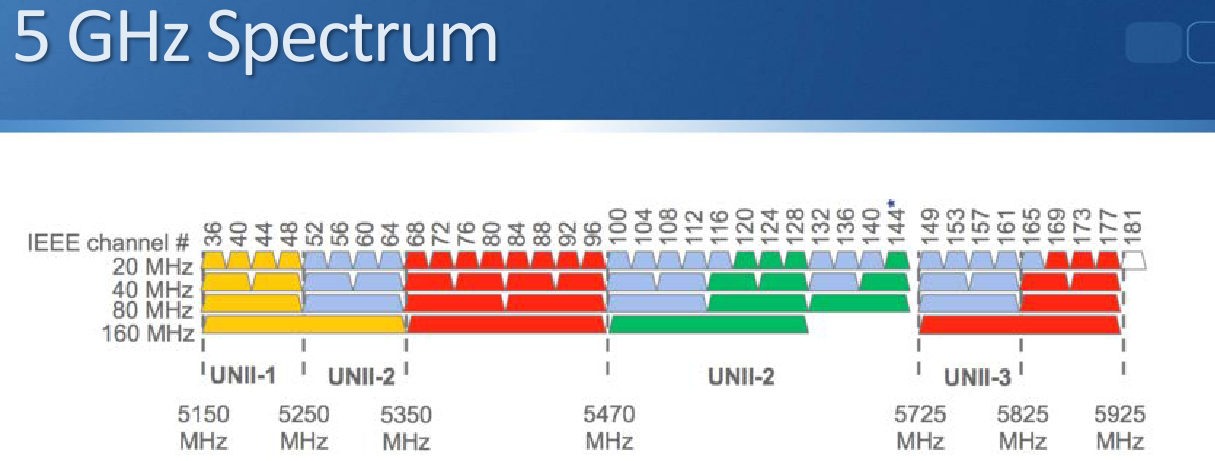 5 GHz Spectrum
IEEE channel # 36 40 44 48 52 56 60 64 68 72 76 80 84 88 92 96 100 104 108 112 116 120 124 128 132 136 140 144* 149 153 157 161 165 169 173 177 181
20 MHz
40 MHz
80 MHz
160 MHz
UNII-1 UNII-2 UNII-2 UNII-3
5150 5250 5350 5470 5725 5825 5925
MHz MHz MHz MHz MHz MHz MHz